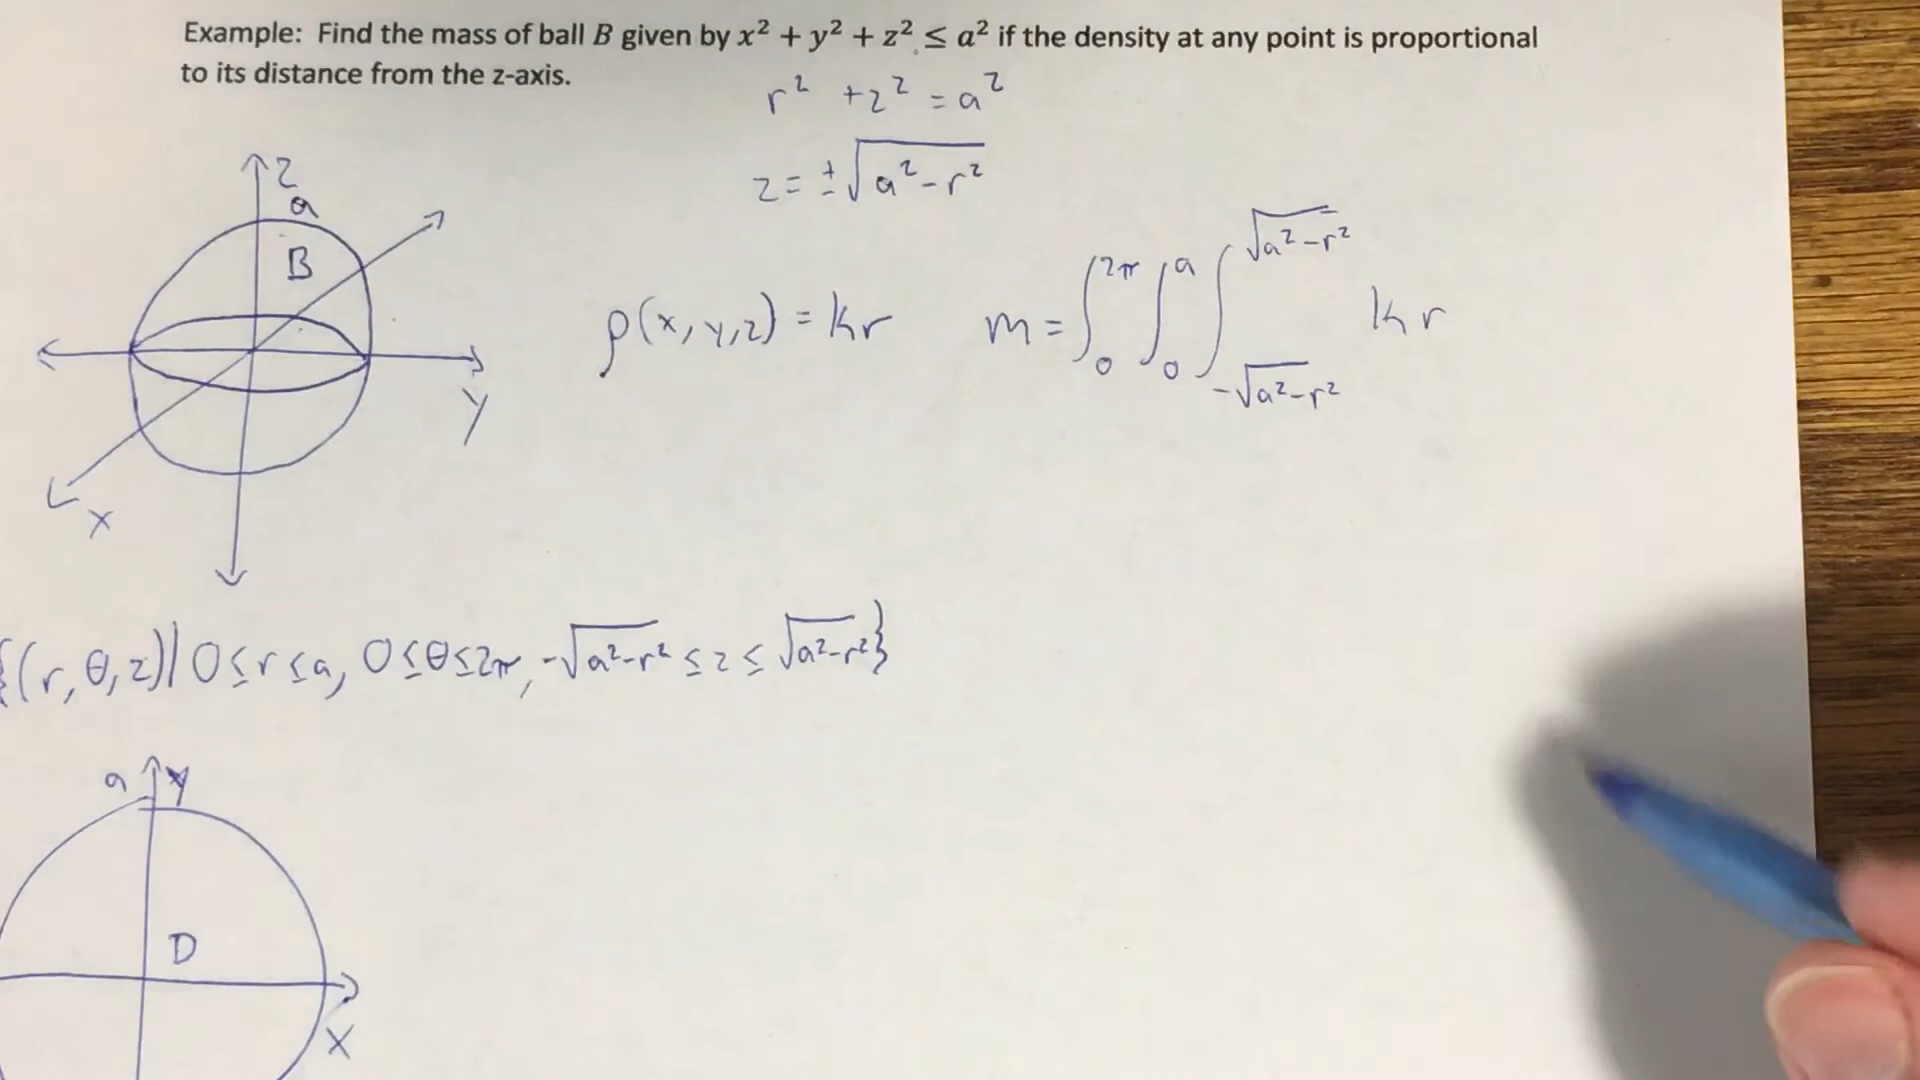 Example: Find the mass of ball B given by x² + y² + z² ≤ a² if the density at any point is proportional
to its distance from the z-axis.
r² + z² = a²
z = ±√(a² − r²)
z
a
B
y
x
ρ(x, y, z) = kr
m = ∫₀^2π ∫₀^a ∫_−√(a²−r²)^√(a²−r²) kr
{(r, θ, z) | 0 ≤ r ≤ a, 0 ≤ θ ≤ 2π, −√(a²−r²) ≤ z ≤ √(a²−r²)}
a
y
D
x